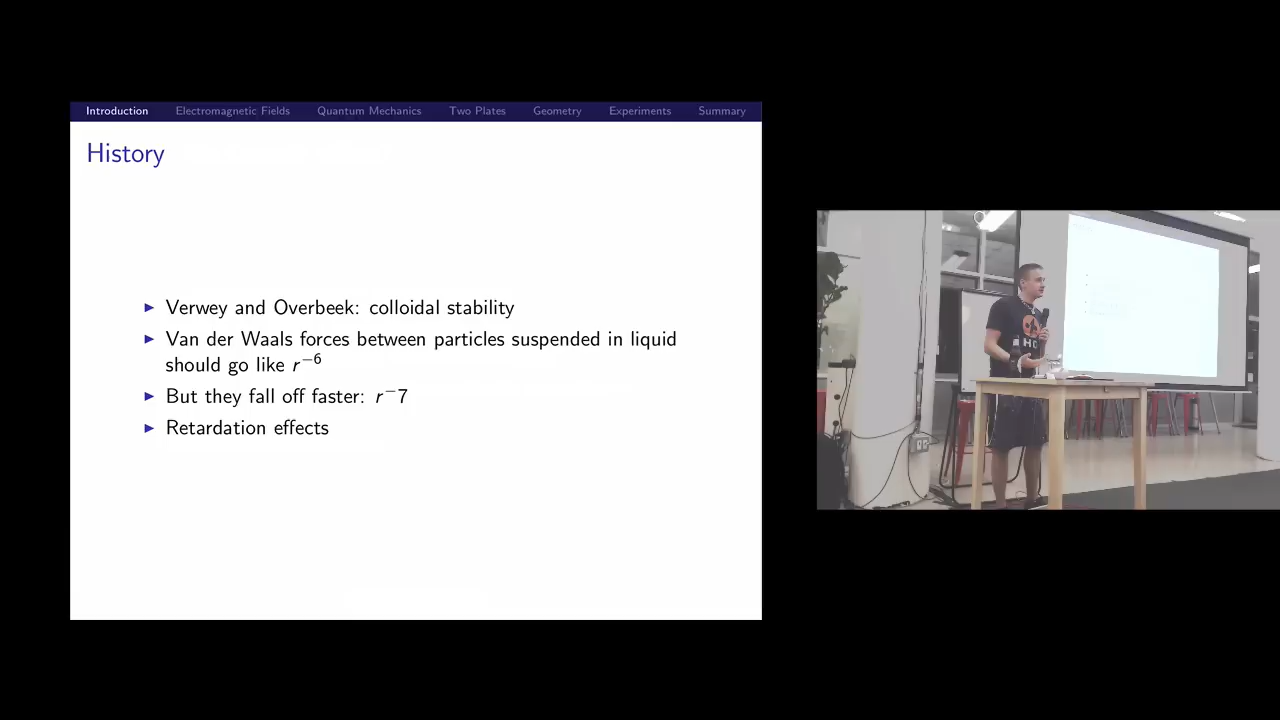 Introduction Electromagnetic Fields Quantum Mechanics Two Plates Geometry Experiments Summary
History
▶ Verwey and Overbeek: colloidal stability
▶ Van der Waals forces between particles suspended in liquid
should go like r⁻⁶
▶ But they fall off faster: r⁻7
▶ Retardation effects